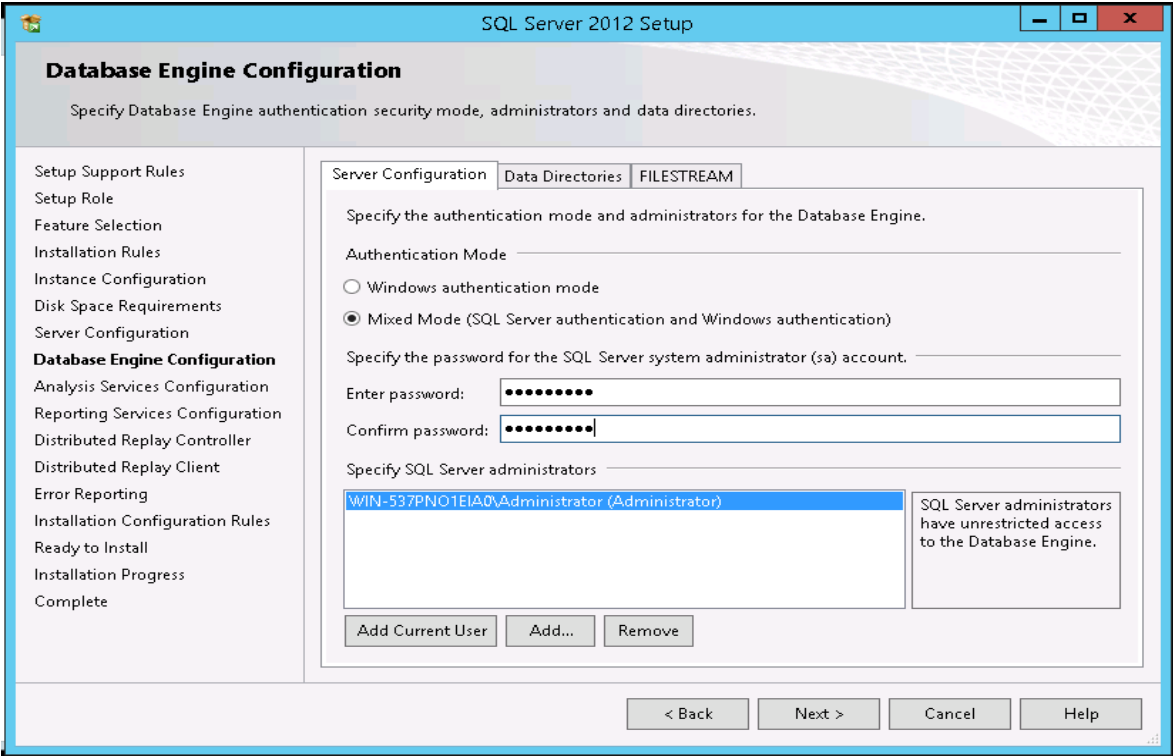 SQL Server 2012 Setup
Database Engine Configuration
Specify Database Engine authentication security mode, administrators and data directories.
Setup Support Rules
Setup Role
Feature Selection
Installation Rules
Instance Configuration
Disk Space Requirements
Server Configuration
Database Engine Configuration
Analysis Services Configuration
Reporting Services Configuration
Distributed Replay Controller
Distributed Replay Client
Error Reporting
Installation Configuration Rules
Ready to Install
Installation Progress
Complete
Server Configuration Data Directories FILESTREAM
Specify the authentication mode and administrators for the Database Engine.
Authentication Mode
Windows authentication mode
Mixed Mode (SQL Server authentication and Windows authentication)
Specify the password for the SQL Server system administrator (sa) account.
Enter password: ●●●●●●●●●
Confirm password: ●●●●●●●●●
Specify SQL Server administrators
WIN-537PNO1EIA0\Administrator (Administrator)
SQL Server administrators
have unrestricted access
to the Database Engine.
Add Current User Add... Remove
< Back Next > Cancel Help